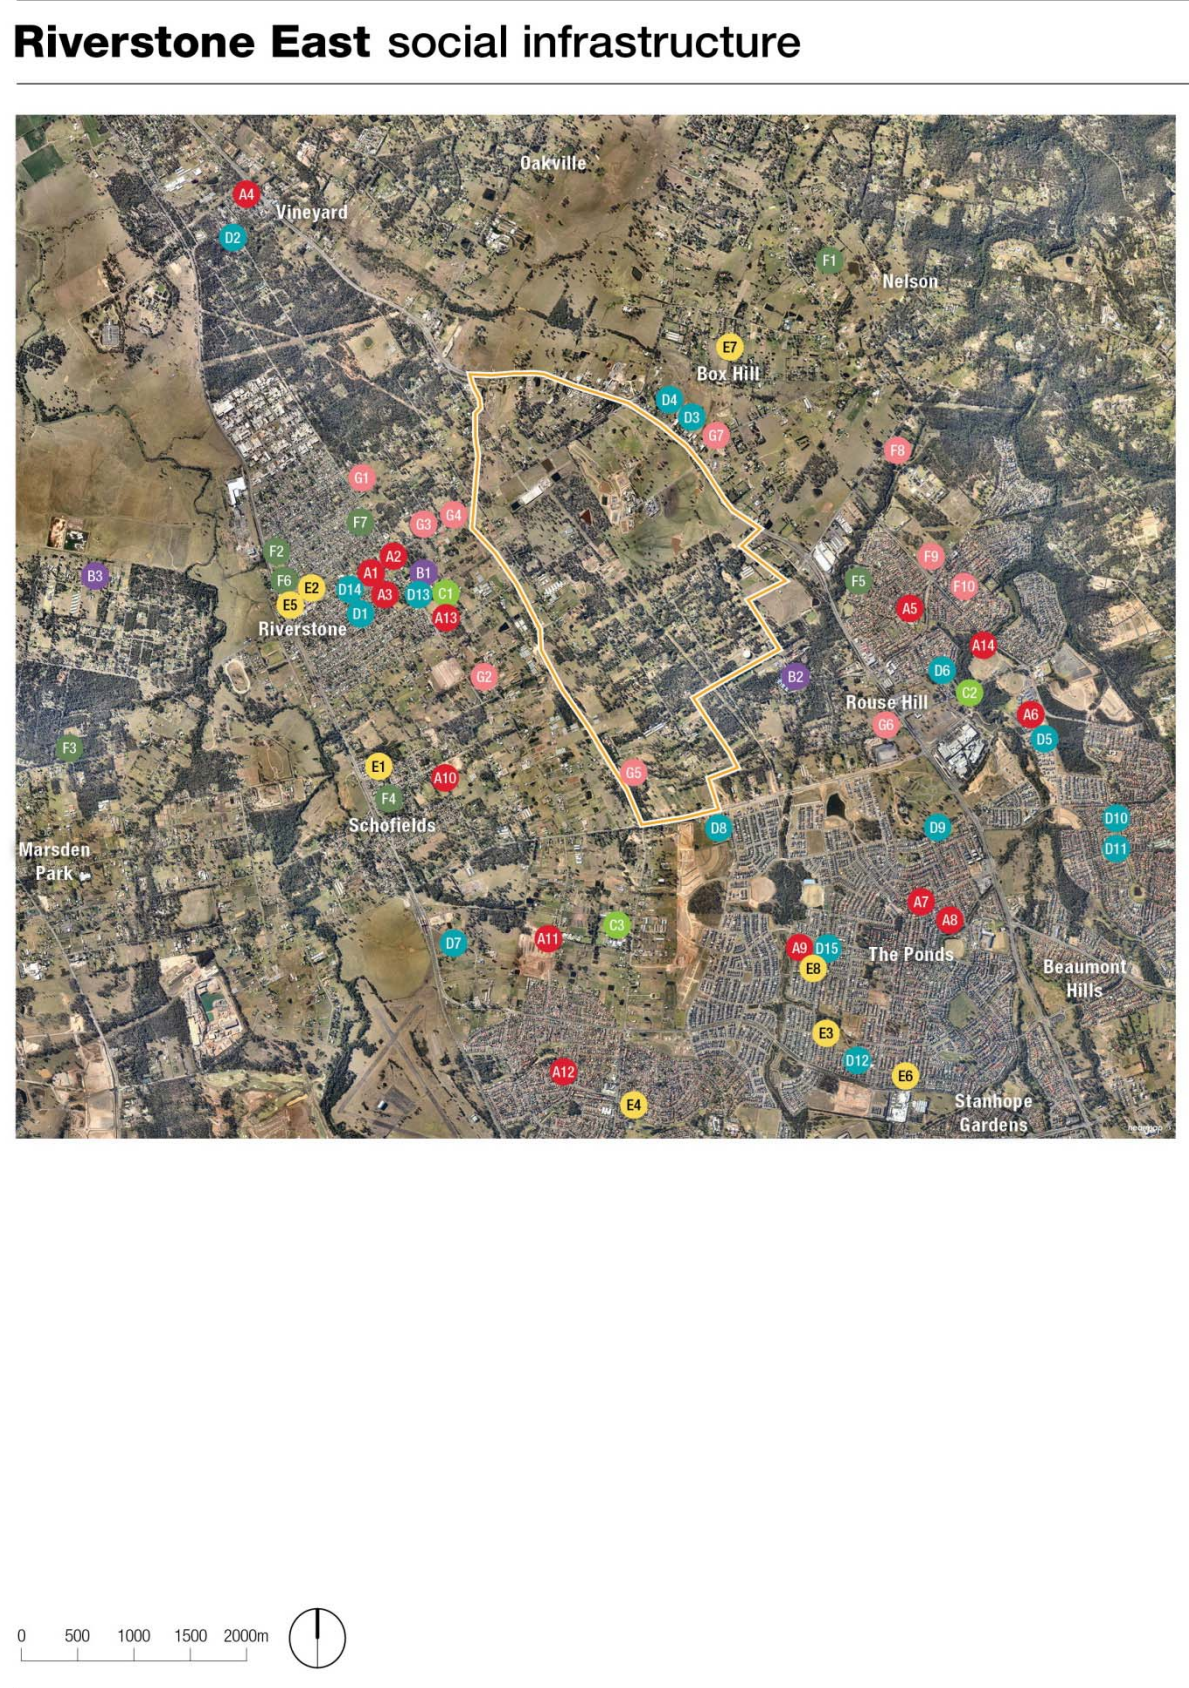 Riverstone East social infrastructure
Oakville
A4
Vineyard
D2
F1
Nelson
E7
Box Hill
D4
D3
G7
F8
G1
G4
G3
F7
F2
A2
F9
B3
A1
B1
F6
E2
D14
A3
D13
C1
F5
F10
E5
D1
A13
A5
Riverstone
A14
G2
B2
D6
C2
Rouse Hill
A6
G6
D5
F3
E1
A10
G5
F4
Schofields
D8
D9
D10
Marsden
Park
D11
A7
A8
C3
D7
A11
A9
D15
The Ponds
E8
Beaumont
Hills
E3
D12
A12
E6
E4
Stanhope
Gardens
nearmap
0 500 1000 1500 2000m